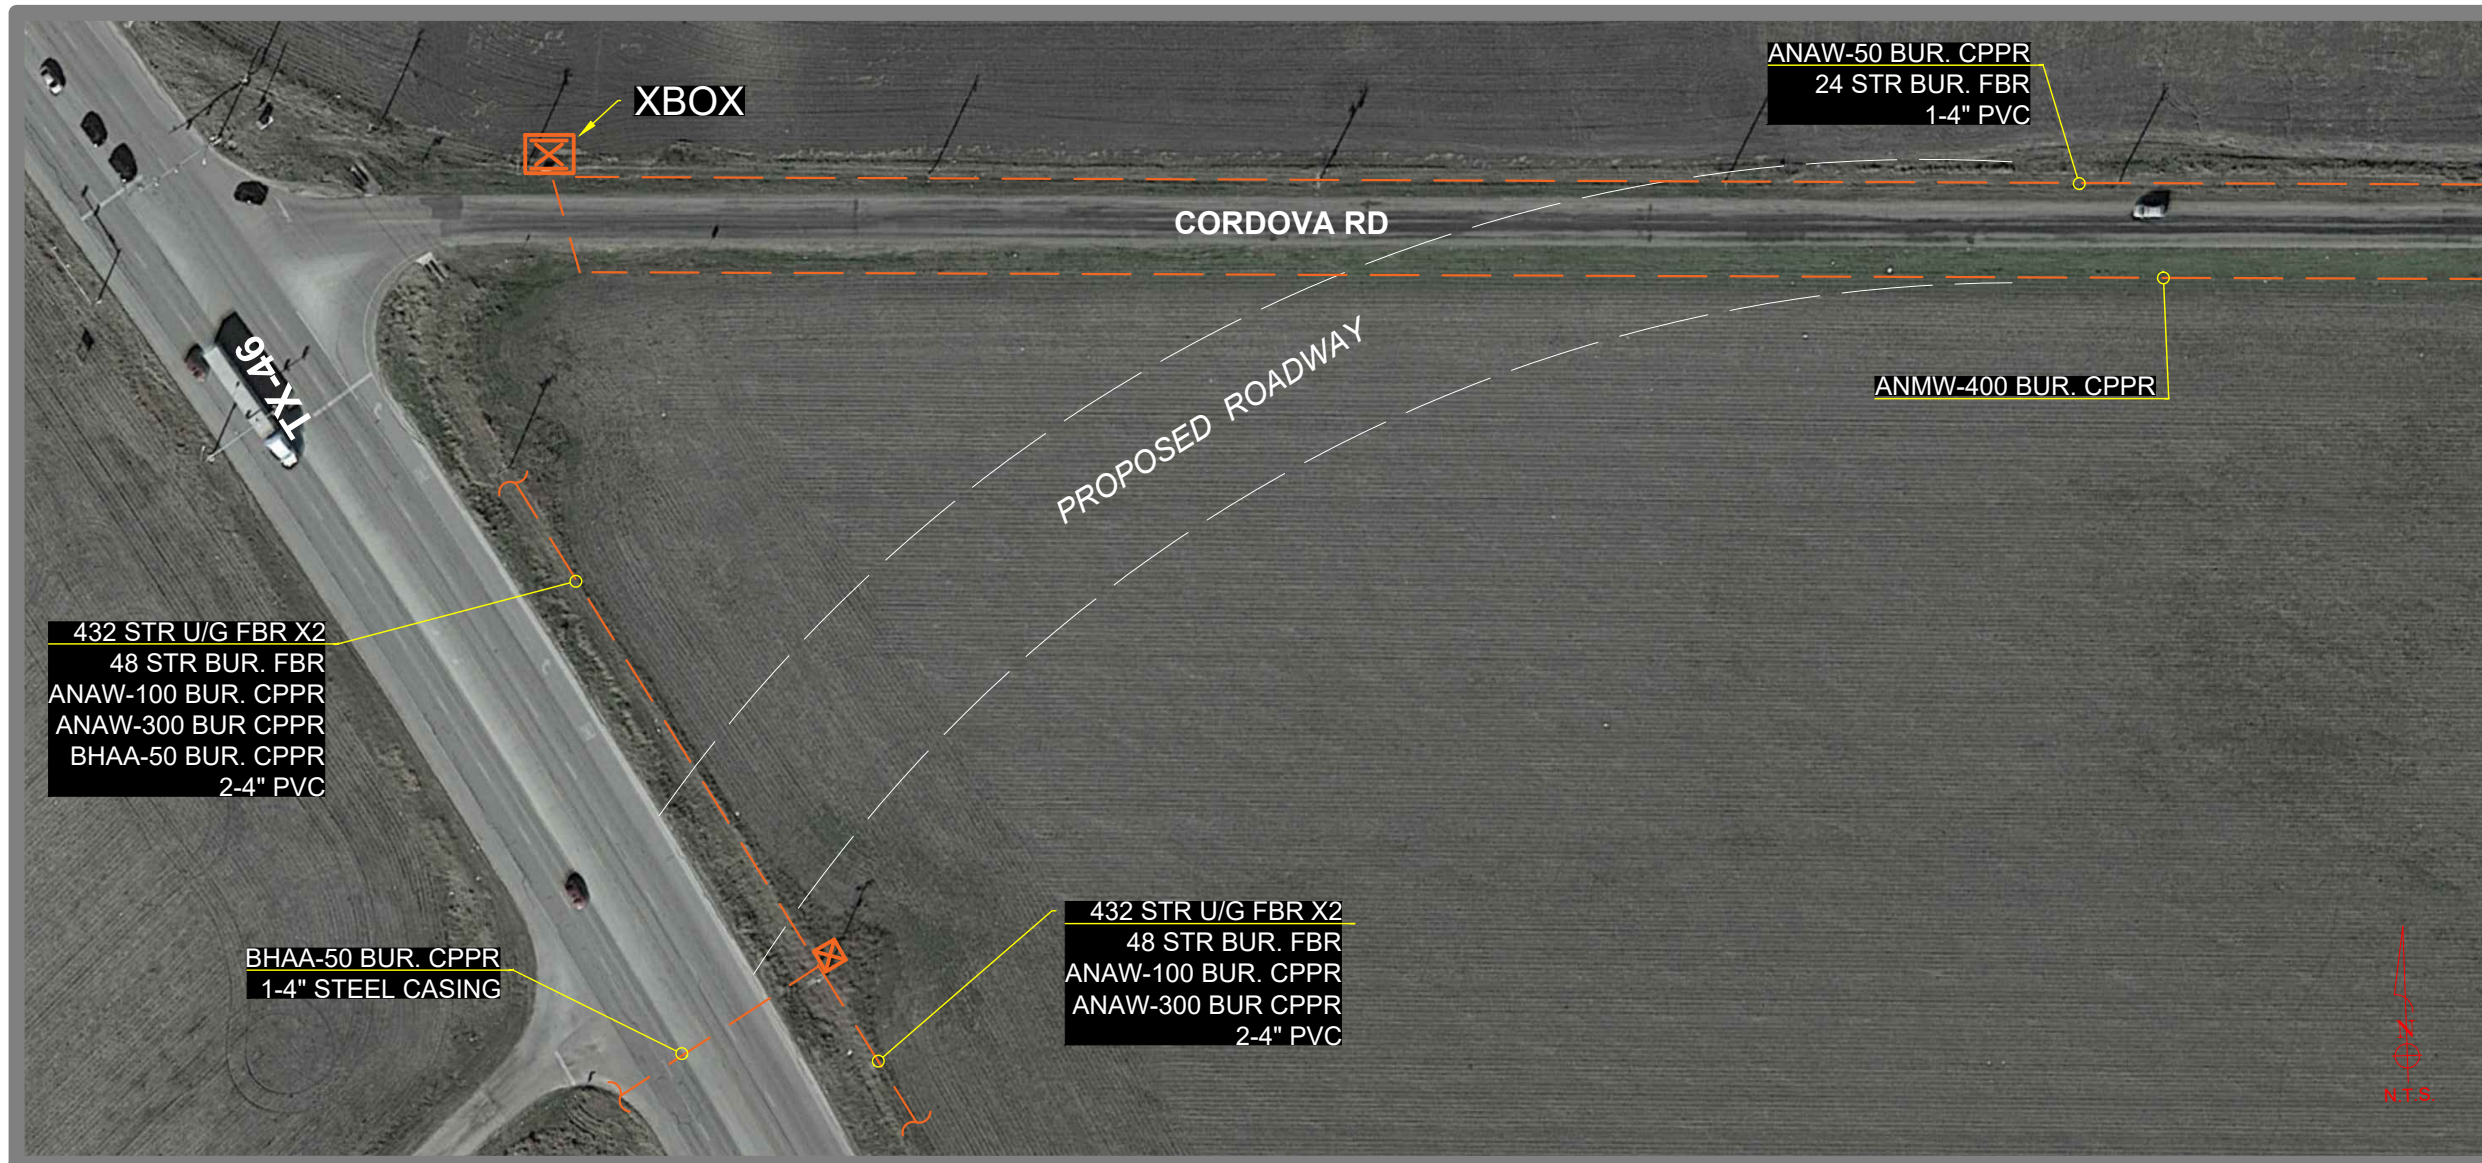 XBOX
ANAW-50 BUR. CPPR
24 STR BUR. FBR
1-4" PVC
CORDOVA RD
TX-46
PROPOSED ROADWAY
ANMW-400 BUR. CPPR
432 STR U/G FBR X2
48 STR BUR. FBR
ANAW-100 BUR. CPPR
ANAW-300 BUR CPPR
BHAA-50 BUR. CPPR
2-4" PVC
BHAA-50 BUR. CPPR
1-4" STEEL CASING
432 STR U/G FBR X2
48 STR BUR. FBR
ANAW-100 BUR. CPPR
ANAW-300 BUR CPPR
2-4" PVC
N.T.S.